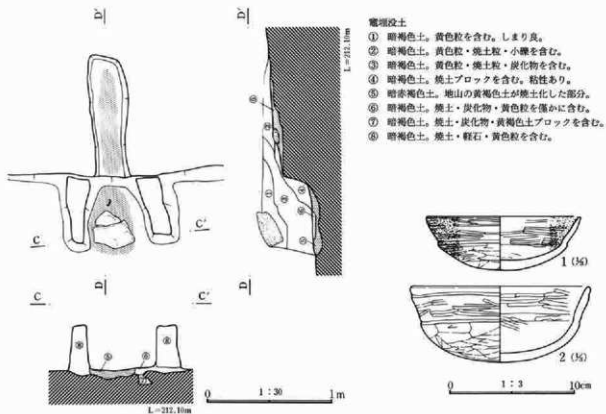 D'
D'
L=212.10m
C
C'
D
D
C
C'
L=212.10m
0 1:30 1m
竃埋没土
① 暗褐色土。黄色粒を含む。しまり良。
② 暗褐色土。黄色粒・焼土粒・小礫を含む。
③ 暗褐色土。黄色粒・焼土粒・炭化物を含む。
④ 暗褐色土。焼土ブロックを含む。粘性あり。
⑤ 暗赤褐色土。地山の黄褐色土が焼土化した部分。
⑥ 暗褐色土。焼土・炭化物・黄色粒を僅かに含む。
⑦ 暗褐色土。焼土・炭化物・黄褐色土ブロックを含む。
⑧ 暗褐色土。焼土・軽石・黄色粒を含む。
1 (⅓)
2 (⅓)
0 1:3 10cm